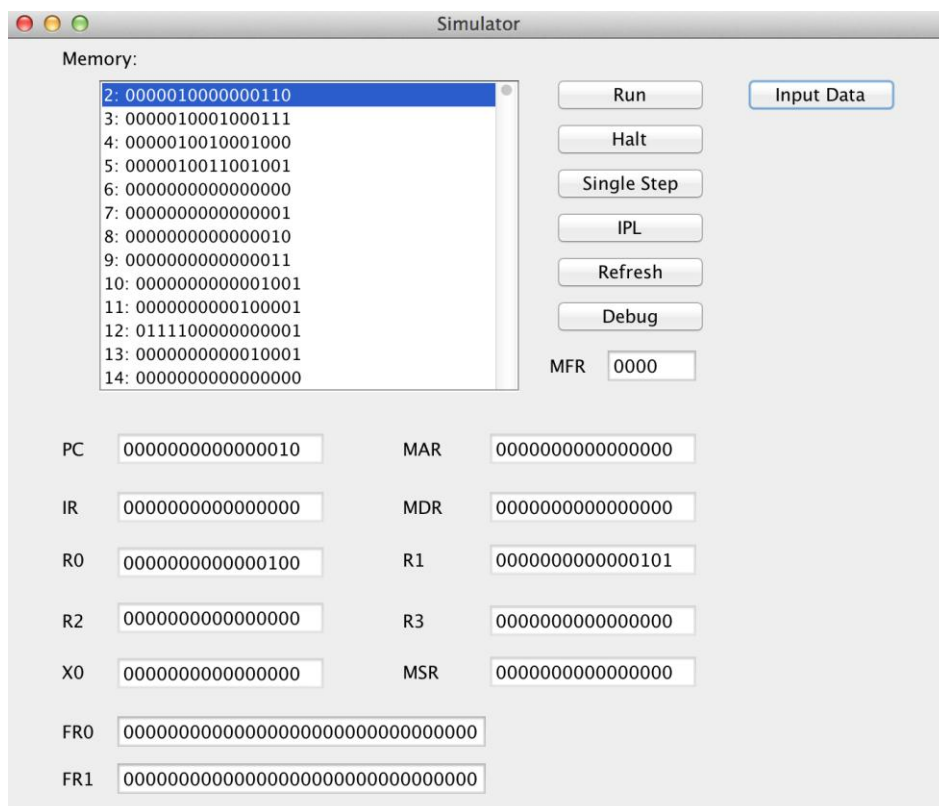 Simulator
Memory:
2: 0000010000000110
3: 0000010001000111
4: 0000010010001000
5: 0000010011001001
6: 0000000000000000
7: 0000000000000001
8: 0000000000000010
9: 0000000000000011
10: 0000000000001001
11: 0000000000100001
12: 0111100000000001
13: 0000000000010001
14: 0000000000000000
Run
Input Data
Halt
Single Step
IPL
Refresh
Debug
MFR 0000
PC 0000000000000010 MAR 0000000000000000
IR 0000000000000000 MDR 0000000000000000
R0 0000000000000100 R1 0000000000000101
R2 0000000000000000 R3 0000000000000000
X0 0000000000000000 MSR 0000000000000000
FR0 00000000000000000000000000000000
FR1 00000000000000000000000000000000